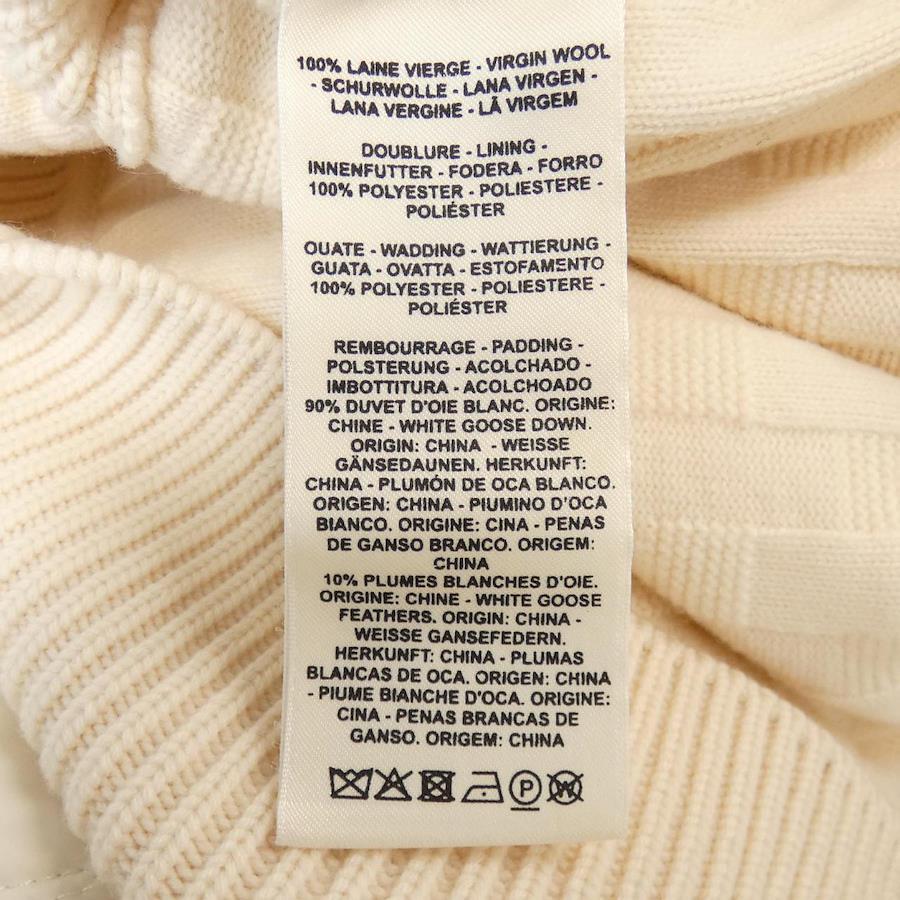 100% LAINE VIERGE - VIRGIN WOOL
- SCHURWOLLE - LANA VIRGEN -
LANA VERGINE - LÃ VIRGEM
DOUBLURE - LINING -
INNENFUTTER - FODERA - FORRO
100% POLYESTER - POLIESTERE -
POLIÉSTER
OUATE - WADDING - WATTIERUNG -
GUATA - OVATTA - ESTOFAMENTO
100% POLYESTER - POLIESTERE -
POLIÉSTER
REMBOURRAGE - PADDING -
POLSTERUNG - ACOLCHADO -
IMBOTTITURA - ACOLCHOADO
90% DUVET D'OIE BLANC. ORIGINE:
CHINE - WHITE GOOSE DOWN.
ORIGIN: CHINA - WEISSE
GÄNSEDAUNEN. HERKUNFT:
CHINA - PLUMÓN DE OCA BLANCO.
ORIGEN: CHINA - PIUMINO D'OCA
BIANCO. ORIGINE: CINA - PENAS
DE GANSO BRANCO. ORIGEM:
CHINA
10% PLUMES BLANCHES D'OIE.
ORIGINE: CHINE - WHITE GOOSE
FEATHERS. ORIGIN: CHINA -
WEISSE GANSEFEDERN.
HERKUNFT: CHINA - PLUMAS
BLANCAS DE OCA. ORIGEN: CHINA
- PIUME BIANCHE D'OCA. ORIGINE:
CINA - PENAS BRANCAS DE
GANSO. ORIGEM: CHINA
P W